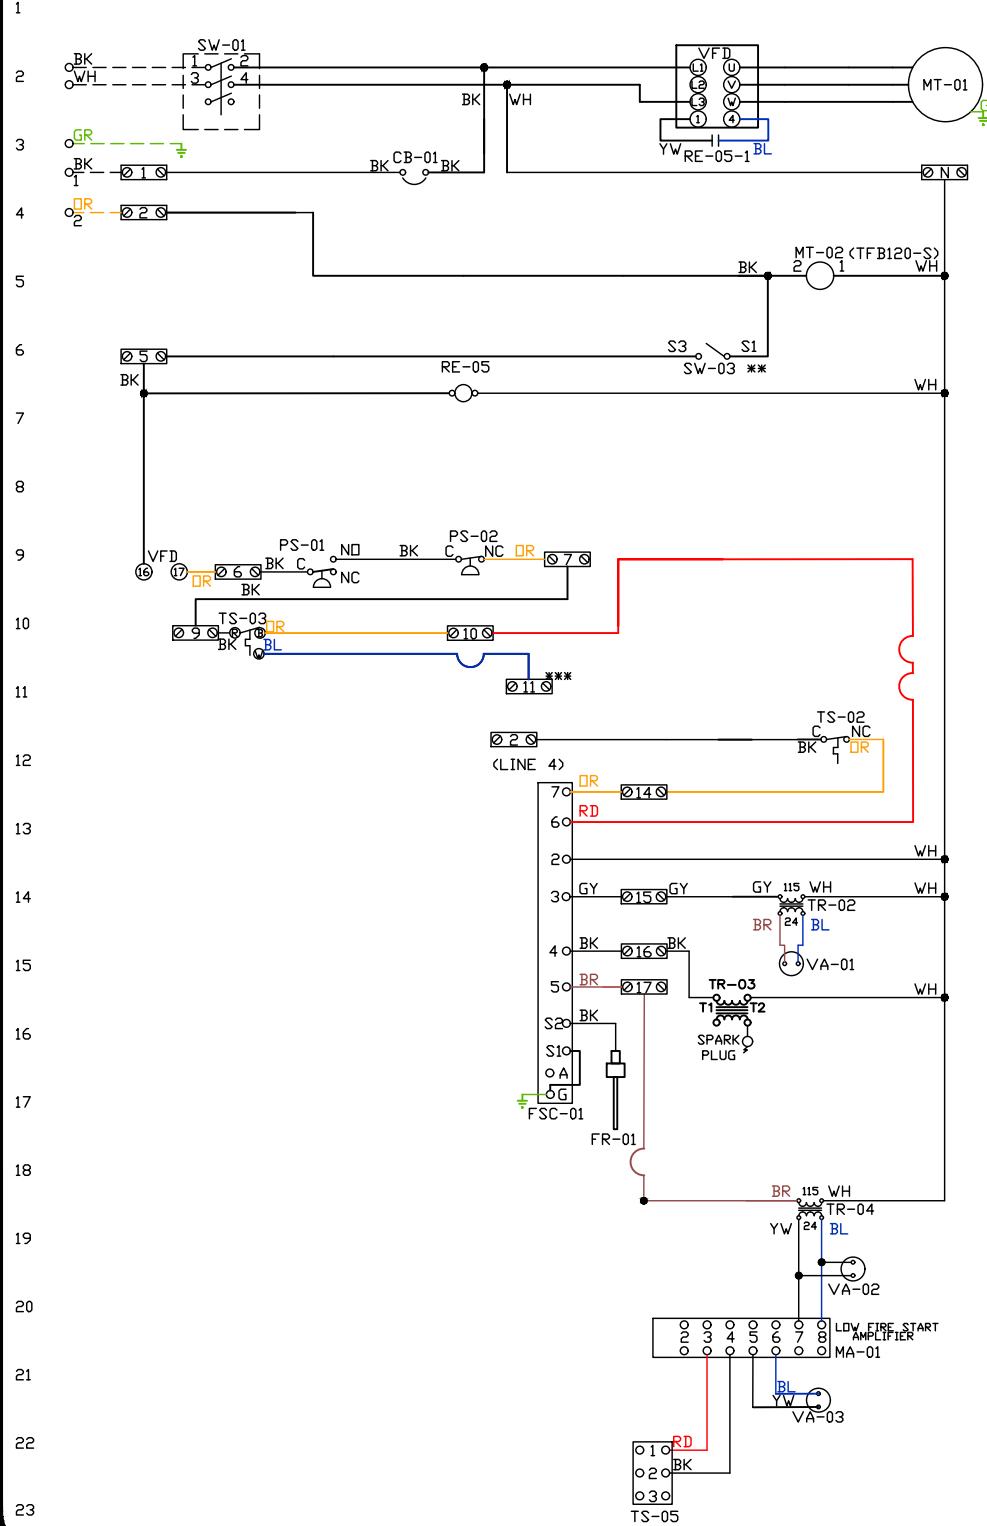 1
SW-01
VFD
BK 1 2 L1 U
2 WH 3 4 L2 V MT-01
BK WH L3 W
1 4
3 GR YW RE-05-1 BL G
BK 1 BK CB-01 BK N
1
4 OR 2
2
MT-02 (TFB120-S)
5 BK 2 1 WH
6 5 S3 S1
BK RE-05 SW-03 **
WH
7
8
9 VFD PS-01 NO BK PS-02
C NC OR 7
16 17 OR 6 BK C NC
BK
10 TS-03
9 BK R B OR 10
W BL
11 11 ***
TS-02
2 C NC
BK OR
12 (LINE 4)
7 OR 14
13 6 RD
2 WH
14 3 GY 15 GY GY 115 WH WH
TR-02
BR 24 BL
4 BK 16 BK
15 VA-01
5 BR 17 TR-03 WH
T1 T2
S2 BK
16 SPARK
PLUG
S1
A
17 G
FSC-01
FR-01
18
BR 115 WH
TR-04
19 YW 24 BL
VA-02
20
LOW FIRE START
AMPLIFIER
2 3 4 5 6 7 8
MA-01
21
BL
YW
VA-03
22 RD
1
BK
2
3
23 TS-05